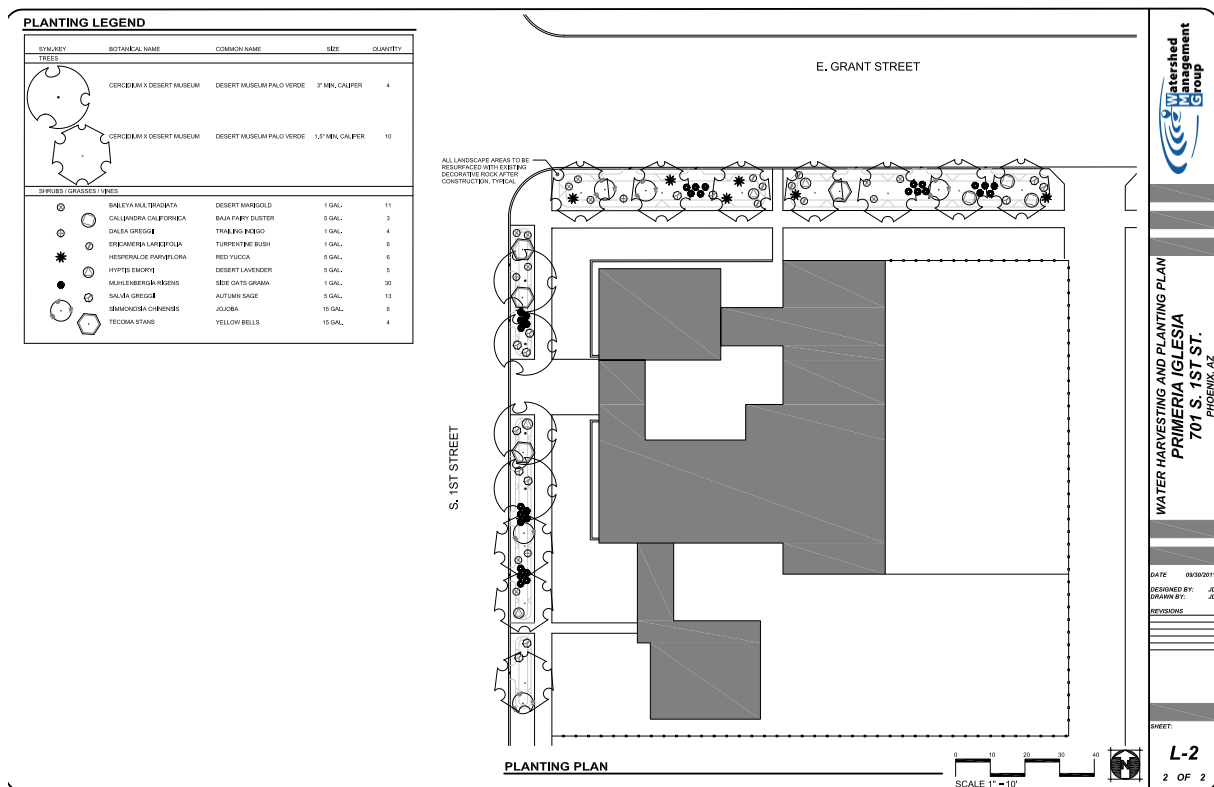 PLANTING LEGEND
SYM./KEY BOTANICAL NAME COMMON NAME SIZE QUANTITY
TREES
CERCIDIUM X DESERT MUSEUM DESERT MUSEUM PALO VERDE 3" MIN. CALIPER 4
CERCIDIUM X DESERT MUSEUM DESERT MUSEUM PALO VERDE 1.5" MIN. CALIPER 10
SHRUBS / GRASSES / VINES
BAILEYA MULTIRADIATA DESERT MARIGOLD 1 GAL. 11
CALLIANDRA CALIFORNICA BAJA FAIRY DUSTER 5 GAL. 3
DALEA GREGGII TRAILING INDIGO 1 GAL. 4
ERICAMERIA LARICIFOLIA TURPENTINE BUSH 1 GAL. 6
HESPERALOE PARVIFLORA RED YUCCA 5 GAL. 6
HYPTIS EMORYI DESERT LAVENDER 5 GAL. 5
MUHLENBERGIA RIGENS SIDE OATS GRAMA 1 GAL. 30
SALVIA GREGGII AUTUMN SAGE 5 GAL. 13
SIMMONDSIA CHINENSIS JOJOBA 15 GAL. 6
TECOMA STANS YELLOW BELLS 15 GAL. 4
E. GRANT STREET
ALL LANDSCAPE AREAS TO BE
RESURFACED WITH EXISTING
DECORATIVE ROCK AFTER
CONSTRUCTION, TYPICAL
S. 1ST STREET
PLANTING PLAN
0 10 20 30 40
SCALE 1" = 10'
N
Watershed
Management
Group
WATER HARVESTING AND PLANTING PLAN
PRIMERIA IGLESIA
701 S. 1ST ST.
PHOENIX, AZ
DATE 09/30/201
DESIGNED BY:
DRAWN BY:
REVISIONS
SHEET:
L-2
2 OF 2